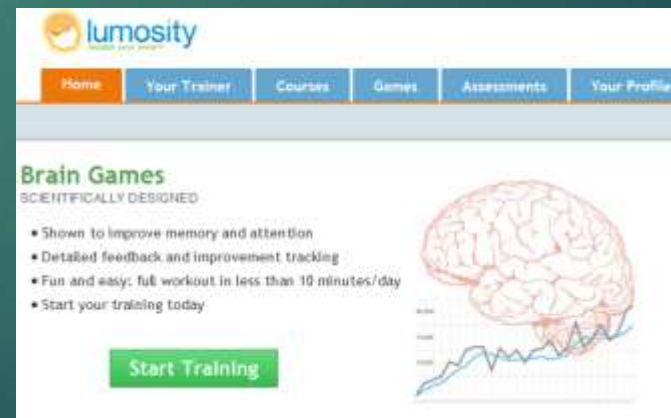 lumosity
Home Your Trainer Courses Games Assessments Your Profile
Brain Games
SCIENTIFICALLY DESIGNED
• Shown to improve memory and attention
• Detailed feedback and improvement tracking
• Fun and easy: full workout in less than 10 minutes/day
• Start your training today
Start Training